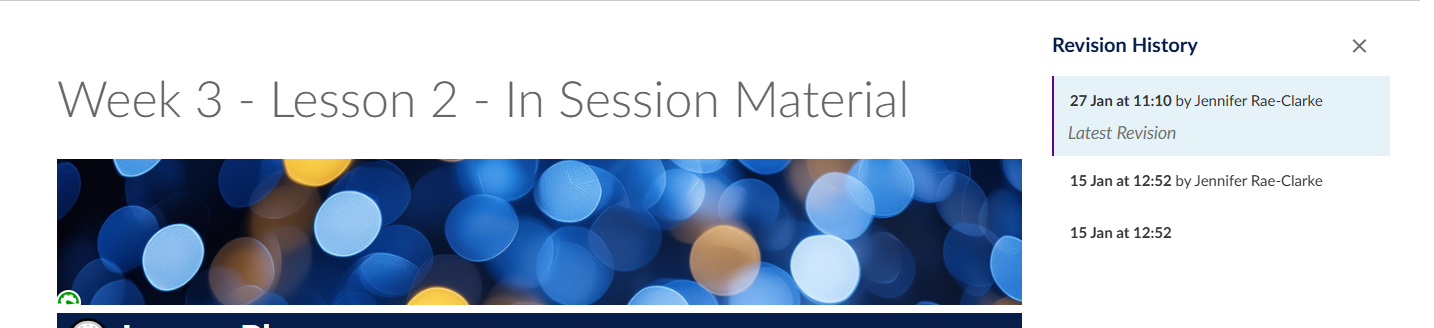 Week 3 - Lesson 2 - In Session Material
Revision History
27 Jan at 11:10 by Jennifer Rae-Clarke
Latest Revision
15 Jan at 12:52 by Jennifer Rae-Clarke
15 Jan at 12:52